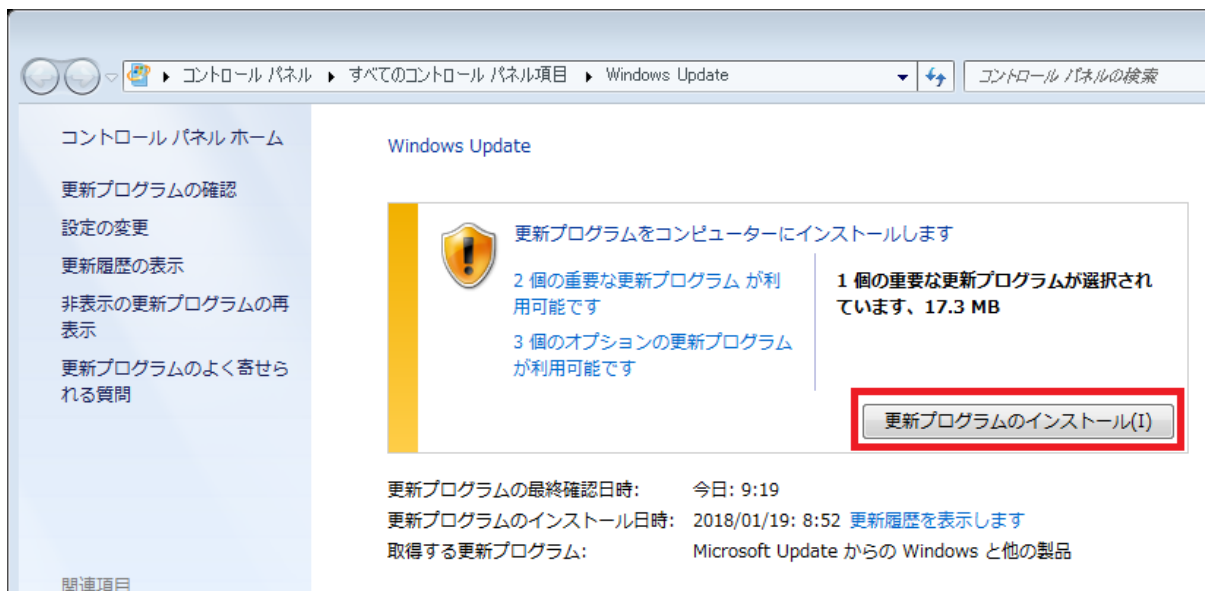 コントロール パネル ▶ すべてのコントロール パネル項目 ▶ Windows Update
コントロール パネルの検索
コントロール パネル ホーム
更新プログラムの確認
設定の変更
更新履歴の表示
非表示の更新プログラムの再
表示
更新プログラムのよく寄せら
れる質問
関連項目
Windows Update
更新プログラムをコンピューターにインストールします
2 個の重要な更新プログラム が利
用可能です
3 個のオプションの更新プログラム
が利用可能です
1 個の重要な更新プログラムが選択され
ています、17.3 MB
更新プログラムのインストール(I)
更新プログラムの最終確認日時: 今日: 9:19
更新プログラムのインストール日時: 2018/01/19: 8:52 更新履歴を表示します
取得する更新プログラム: Microsoft Update からの Windows と他の製品